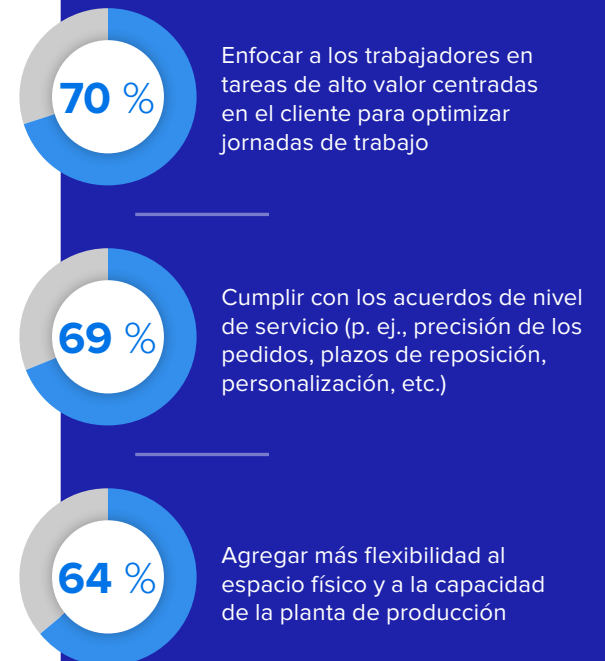 70 %
Enfocar a los trabajadores en
tareas de alto valor centradas
en el cliente para optimizar
jornadas de trabajo
69 %
Cumplir con los acuerdos de nivel
de servicio (p. ej., precisión de los
pedidos, plazos de reposición,
personalización, etc.)
64 %
Agregar más flexibilidad al
espacio físico y a la capacidad
de la planta de producción